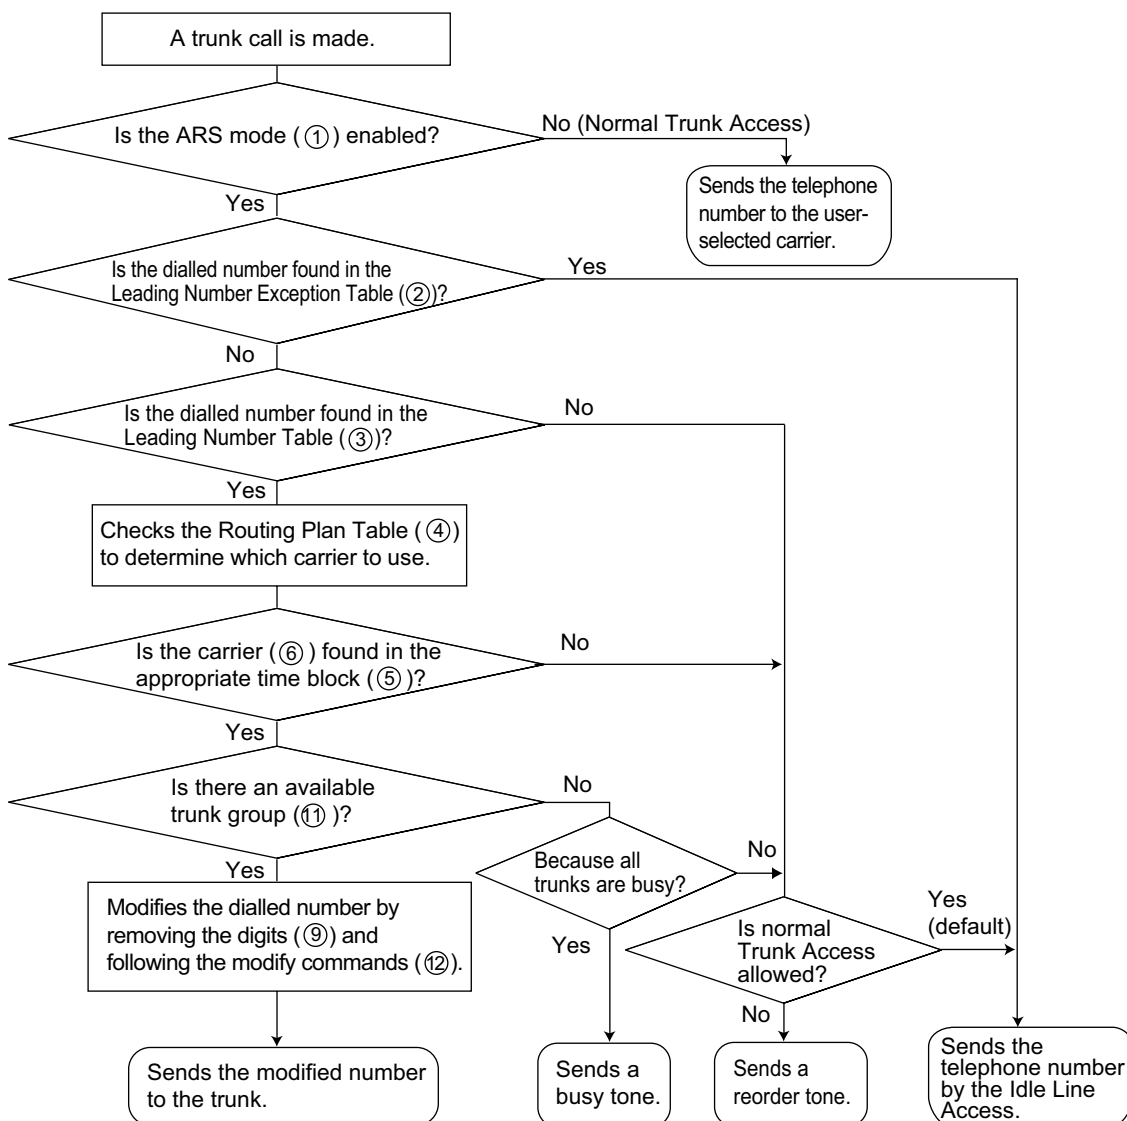 A trunk call is made.
Is the ARS mode (①) enabled?
No (Normal Trunk Access)
Sends the telephone
number to the user-
selected carrier.
Yes
Is the dialled number found in the
Leading Number Exception Table (②)?
Yes
No
Is the dialled number found in the
Leading Number Table (③)?
No
Yes
Checks the Routing Plan Table (④)
to determine which carrier to use.
Is the carrier (⑥) found in the
appropriate time block (⑤)?
No
Yes
Is there an available
trunk group (⑪)?
No
Because all
trunks are busy?
No
Yes
Modifies the dialled number by
removing the digits (⑨) and
following the modify commands (⑫).
Yes
Is normal
Trunk Access
allowed?
Yes
(default)
No
Sends the modified number
to the trunk.
Sends a
busy tone.
Sends a
reorder tone.
Sends the
telephone number
by the Idle Line
Access.